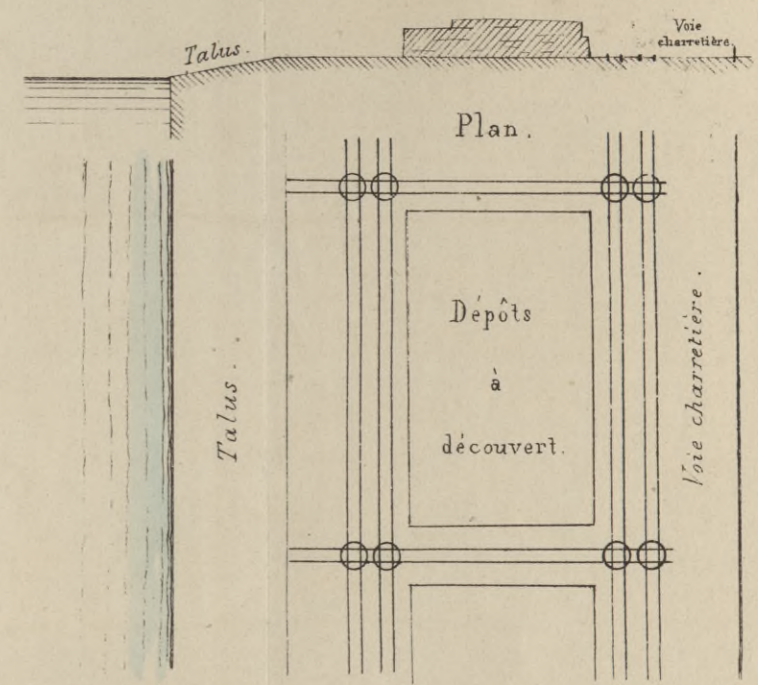 Talus.
Voie
charretière.
Plan.
Dépôts
à
découvert.
Talus.
Voie charretière.